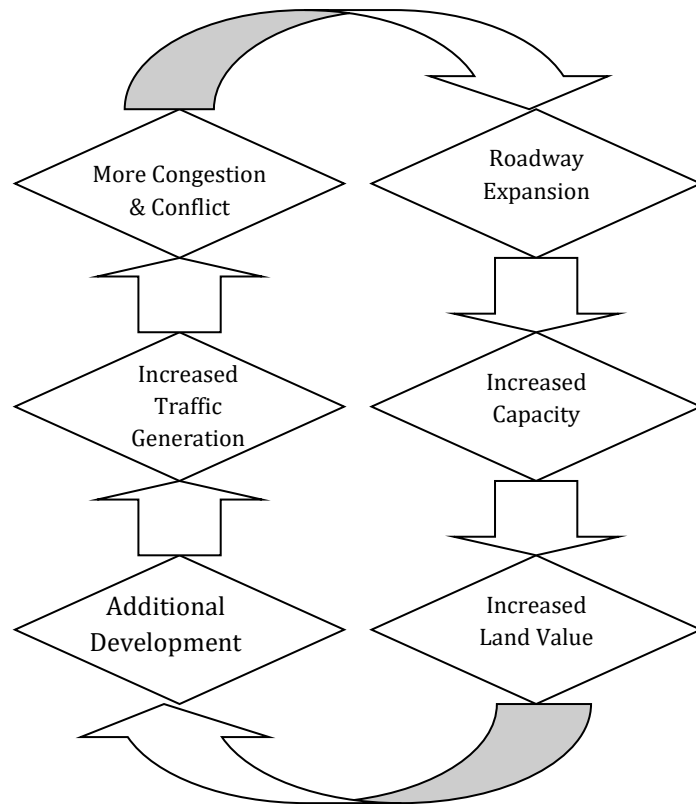 More Congestion
& Conflict
Roadway
Expansion
Increased
Traffic
Generation
Increased
Capacity
Additional
Development
Increased
Land Value